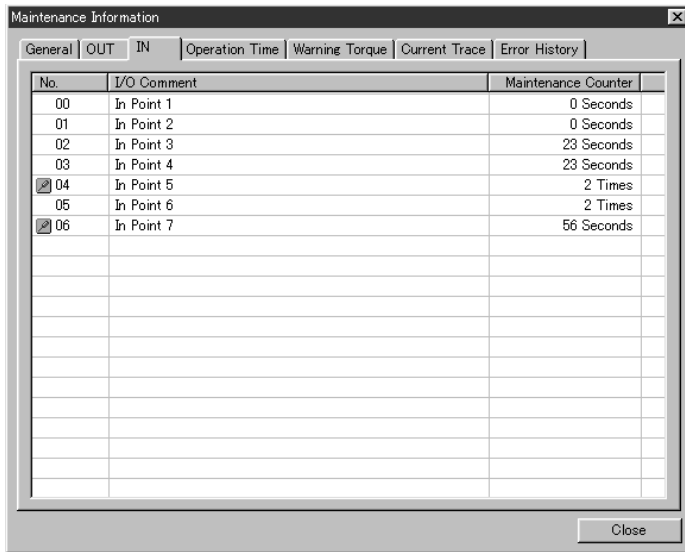 Maintenance Information
General OUT IN Operation Time Warning Torque Current Trace Error History
No. I/O Comment Maintenance Counter
00 In Point 1 0 Seconds
01 In Point 2 0 Seconds
02 In Point 3 23 Seconds
03 In Point 4 23 Seconds
04 In Point 5 2 Times
05 In Point 6 2 Times
06 In Point 7 56 Seconds
Close